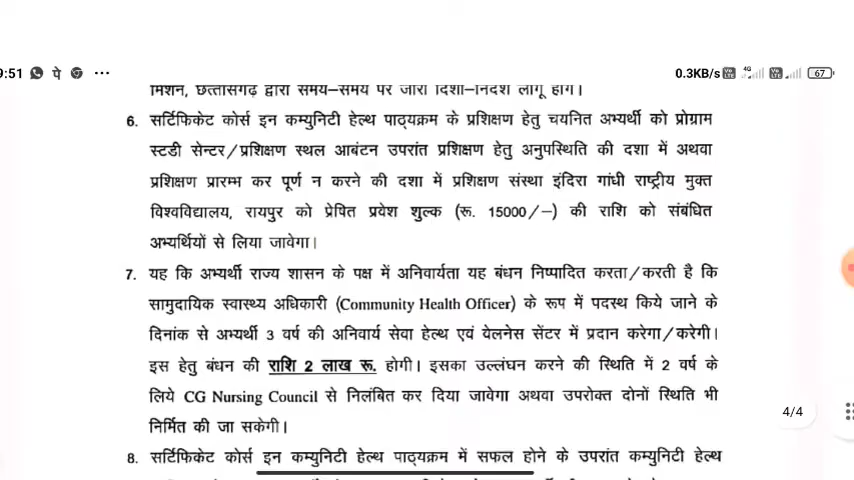 9:51 पे ... 0.3KB/s 4G 67
मिशन, छत्तीसगढ़ द्वारा समय–समय पर जारी दिशा–निर्देश लागू होंगे।
6. सर्टिफिकेट कोर्स इन कम्युनिटी हेल्थ पाठ्यक्रम के प्रशिक्षण हेतु चयनित अभ्यर्थी को प्रोग्राम
स्टडी सेन्टर/प्रशिक्षण स्थल आबंटन उपरांत प्रशिक्षण हेतु अनुपस्थिति की दशा में अथवा
प्रशिक्षण प्रारम्भ कर पूर्ण न करने की दशा में प्रशिक्षण संस्था इंदिरा गांधी राष्ट्रीय मुक्त
विश्वविद्यालय, रायपुर को प्रेपित प्रवेश शुल्क (रू. 15000/–) की राशि को संबंधित
अभ्यर्थियों से लिया जावेगा।
7. यह कि अभ्यर्थी राज्य शासन के पक्ष में अनिवार्यता यह बंधन निष्पादित करता/करती है कि
सामुदायिक स्वास्थ्य अधिकारी (Community Health Officer) के रूप में पदस्थ किये जाने के
दिनांक से अभ्यर्थी 3 वर्ष की अनिवार्य सेवा हेल्थ एवं वेलनेस सेंटर में प्रदान करेगा/करेगी।
इस हेतु बंधन की राशि 2 लाख रू. होगी। इसका उल्लंघन करने की स्थिति में 2 वर्ष के
लिये CG Nursing Council से निलंबित कर दिया जावेगा अथवा उपरोक्त दोनों स्थिति भी
4/4
निर्मित की जा सकेगी।
8. सर्टिफिकेट कोर्स इन कम्युनिटी हेल्थ पाठ्यक्रम में सफल होने के उपरांत कम्युनिटी हेल्थ